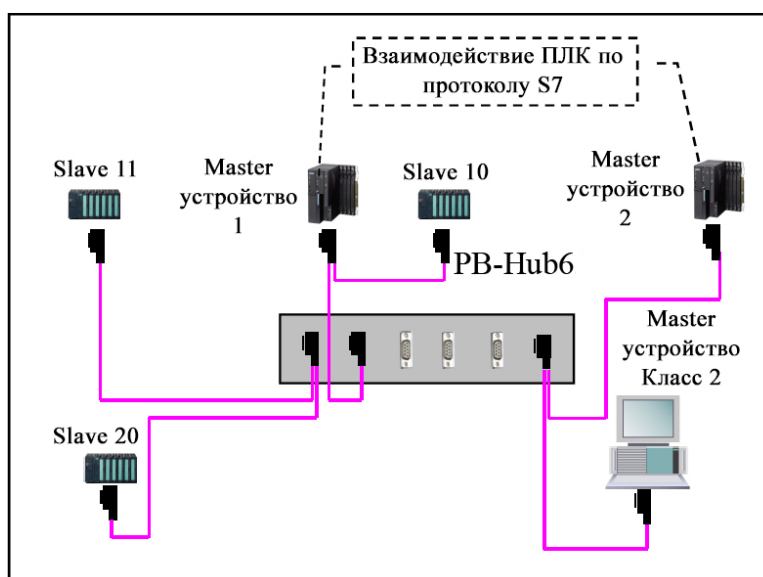 Взаимодействие ПЛК по
протоколу S7
Slave 11
Master
устройство
1
Slave 10
Master
устройство
2
PB-Hub6
Master
устройство
Класс 2
Slave 20